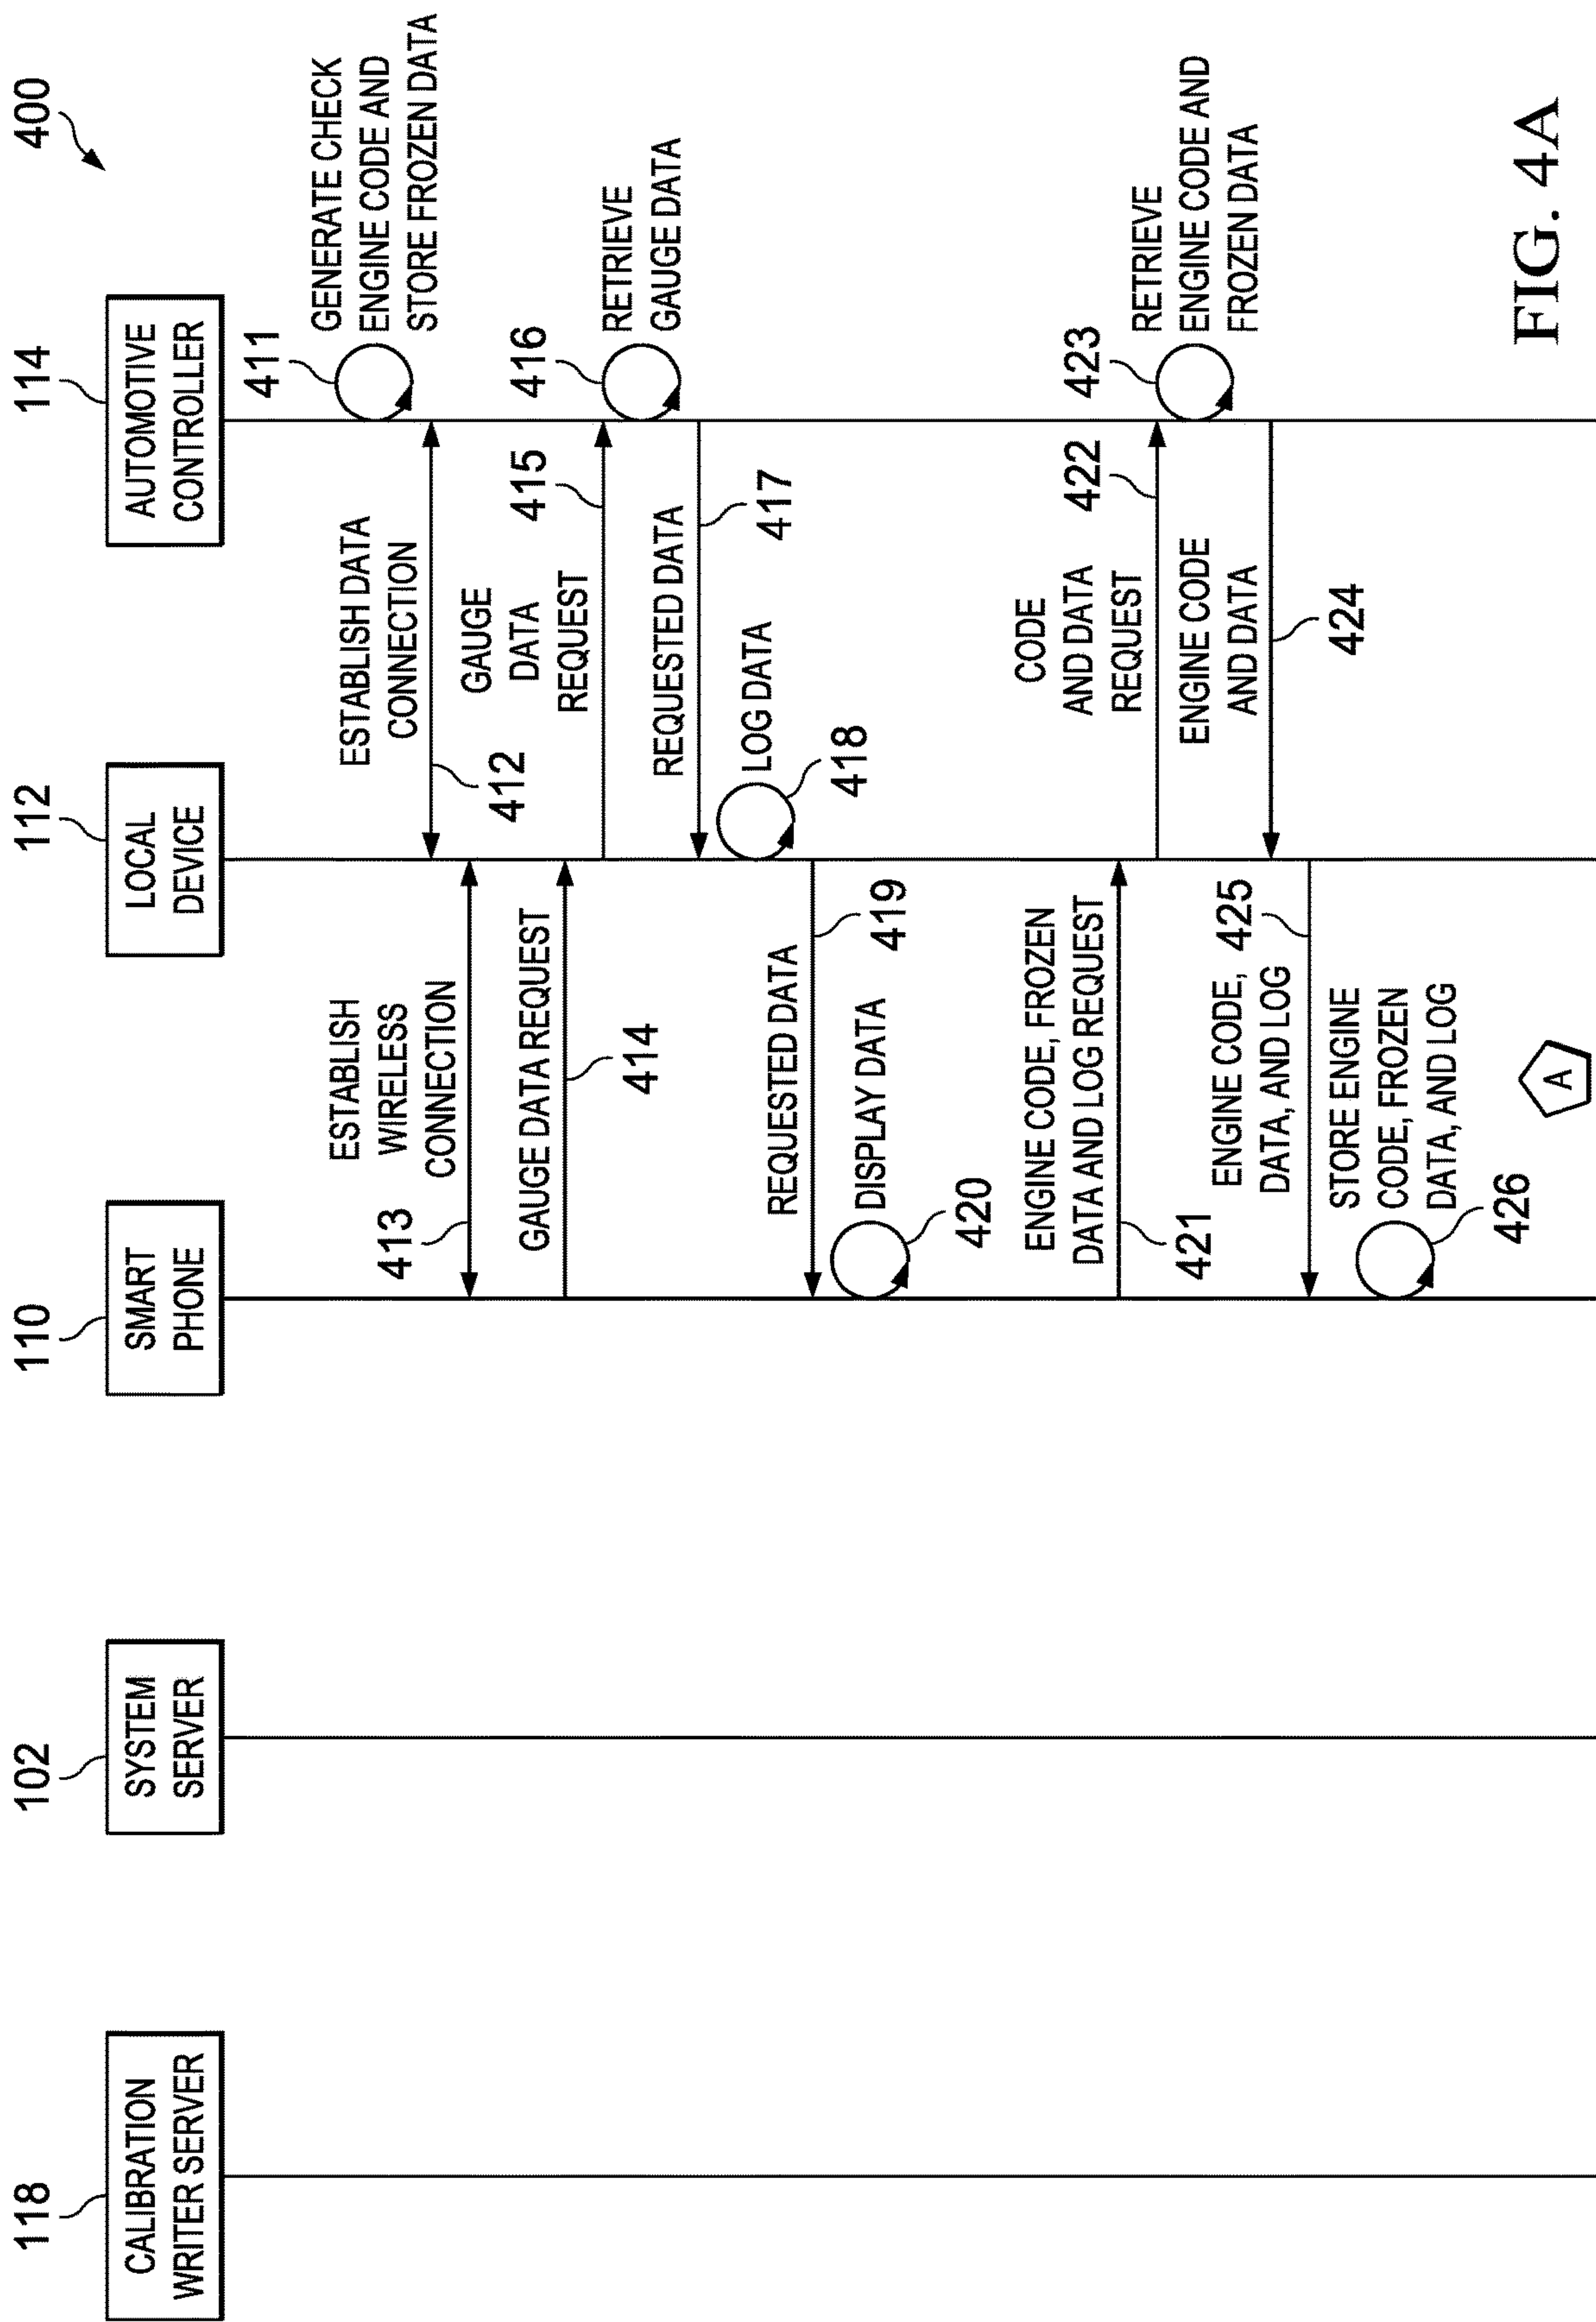 400
118
102
110
112
114
CALIBRATION
WRITER SERVER
SYSTEM
SERVER
SMART
PHONE
LOCAL
DEVICE
AUTOMOTIVE
CONTROLLER
411
GENERATE CHECK
ENGINE CODE AND
STORE FROZEN DATA
ESTABLISH DATA
CONNECTION
412
ESTABLISH
WIRELESS
CONNECTION
413
GAUGE DATA REQUEST
414
GAUGE
DATA
REQUEST
415
416
RETRIEVE
GAUGE DATA
REQUESTED DATA
417
LOG DATA
418
REQUESTED DATA
419
DISPLAY DATA
420
ENGINE CODE, FROZEN
DATA AND LOG REQUEST
421
CODE
AND DATA
REQUEST
422
423
RETRIEVE
ENGINE CODE AND
FROZEN DATA
ENGINE CODE
AND DATA
424
ENGINE CODE,
DATA, AND LOG
425
STORE ENGINE
CODE, FROZEN
DATA, AND LOG
426
A
FIG. 4A